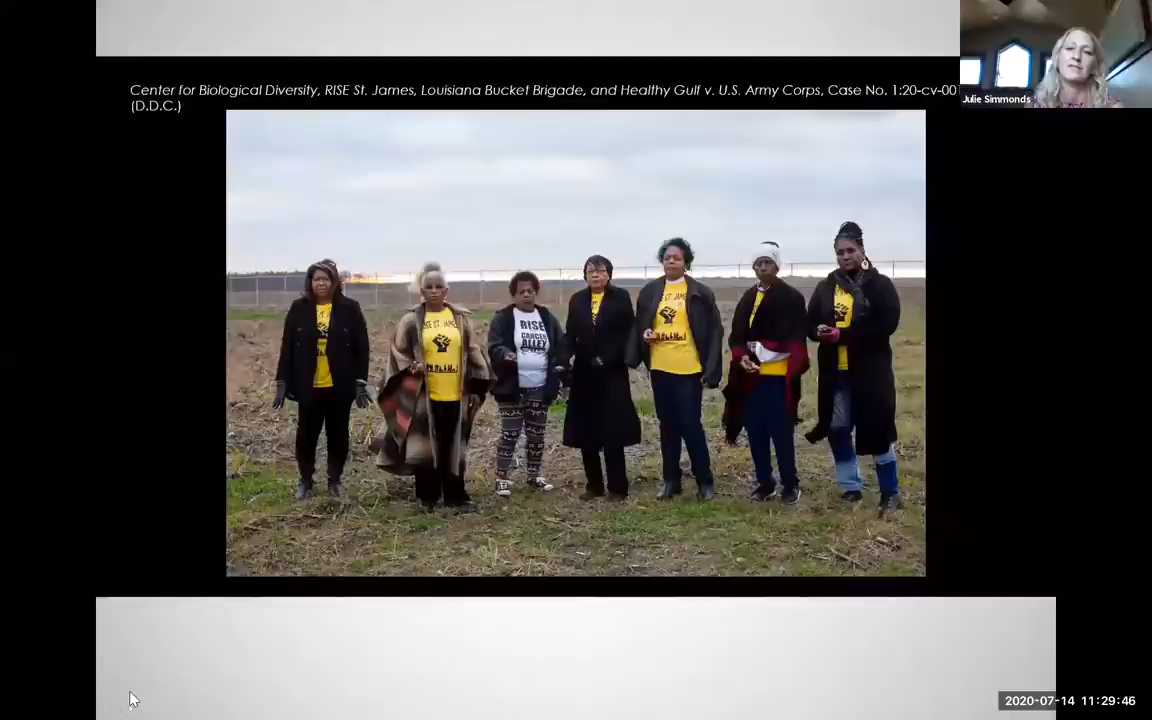 Center for Biological Diversity, RISE St. James, Louisiana Bucket Brigade, and Healthy Gulf v. U.S. Army Corps, Case No. 1:20-cv-00
(D.D.C.)
Julie Simmonds
RISE ST. JAMES
RISE
CANCER
ALLEY
2020-07-14 11:29:46